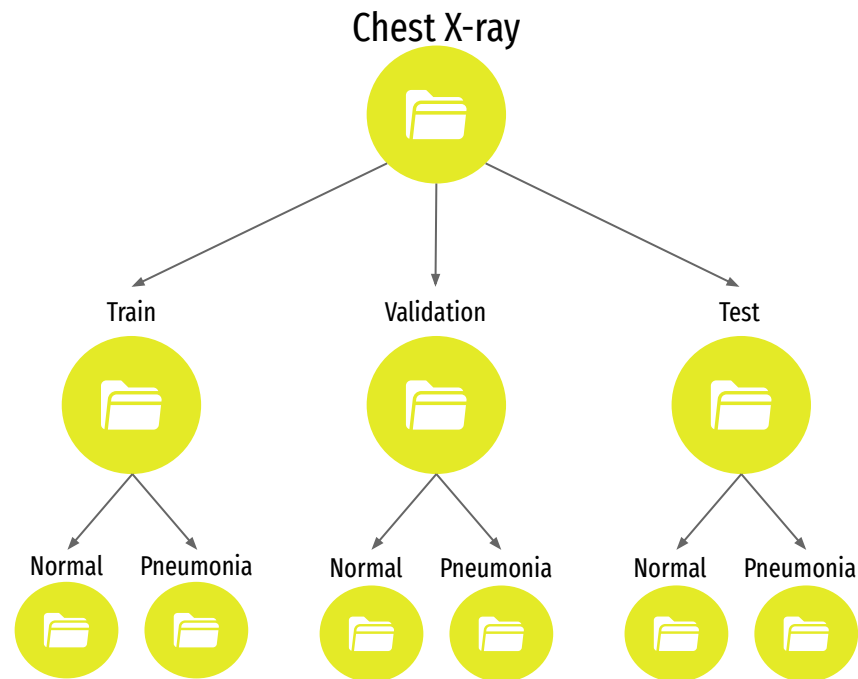 Chest X-ray
Train
Validation
Test
Normal
Pneumonia
Normal
Pneumonia
Normal
Pneumonia